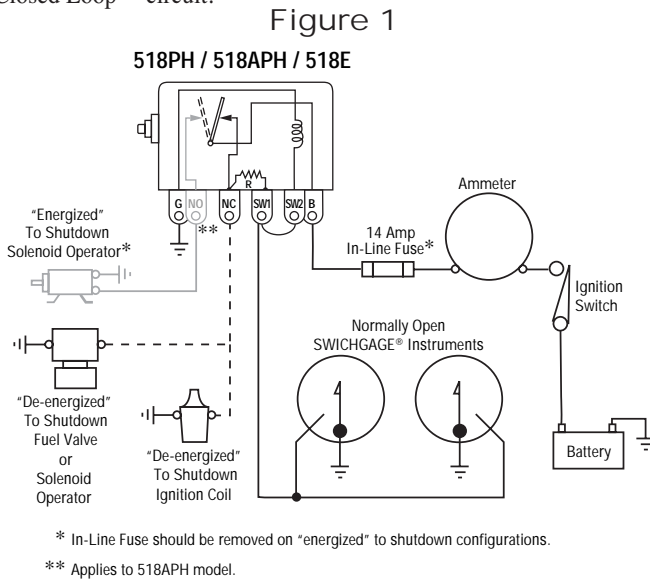 Closed Loop" circuit.
Figure 1
518PH / 518APH / 518E
R
G NO NC SW1 SW2 B
**
"Energized"
To Shutdown
Solenoid Operator*
14 Amp
In-Line Fuse*
Ammeter
Ignition
Switch
Normally Open
SWICHGAGE® Instruments
"De-energized"
To Shutdown
Fuel Valve
or
Solenoid
Operator
"De-energized"
To Shutdown
Ignition Coil
Battery
* In-Line Fuse should be removed on "energized" to shutdown configurations.
** Applies to 518APH model.